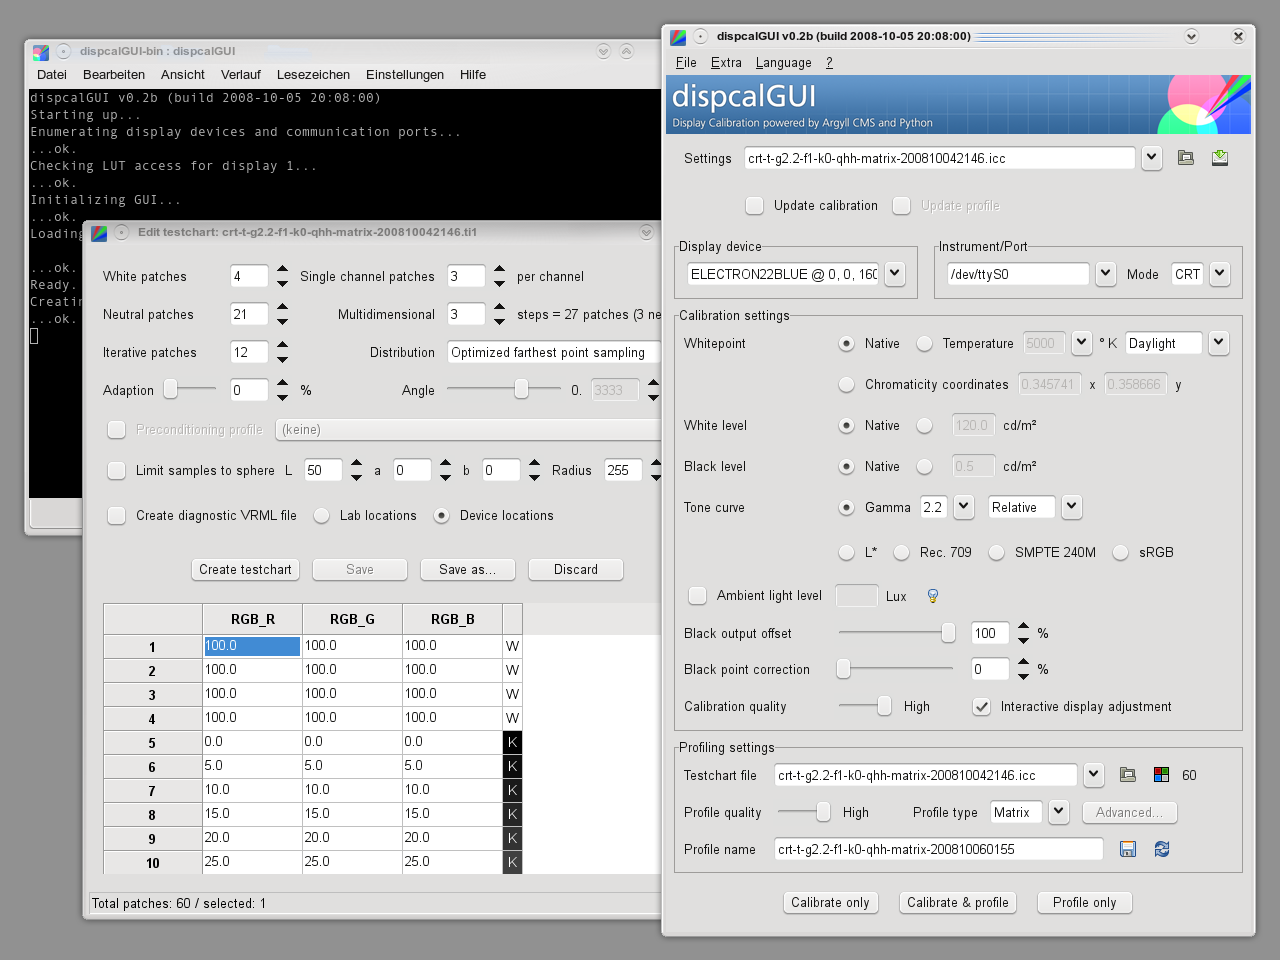 dispcalGUI-bin : dispcalGUI
Datei Bearbeiten Ansicht Verlauf Lesezeichen Einstellungen Hilfe
dispcalGUI v0.2b (build 2008-10-05 20:08:00)
Starting up...
Enumerating display devices and communication ports...
...ok.
Checking LUT access for display 1...
...ok.
Initializing GUI...
...ok.
Loading
...ok.
Ready.
Creatin
...ok.
Edit testchart: crt-t-g2.2-f1-k0-qhh-matrix-200810042146.ti1
White patches 4 Single channel patches 3 per channel
Neutral patches 21 Multidimensional 3 steps = 27 patches (3 ne
Iterative patches 12 Distribution Optimized farthest point sampling
Adaption 0 % Angle 0. 3333
Preconditioning profile (keine)
Limit samples to sphere L 50 a 0 b 0 Radius 255
Create diagnostic VRML file Lab locations Device locations
Create testchart Save Save as... Discard
RGB_R RGB_G RGB_B
1 100.0 100.0 100.0 W
2 100.0 100.0 100.0 W
3 100.0 100.0 100.0 W
4 100.0 100.0 100.0 W
5 0.0 0.0 0.0 K
6 5.0 5.0 5.0 K
7 10.0 10.0 10.0 K
8 15.0 15.0 15.0 K
9 20.0 20.0 20.0 K
10 25.0 25.0 25.0 K
Total patches: 60 / selected: 1
dispcalGUI v0.2b (build 2008-10-05 20:08:00)
File Extra Language ?
dispcalGUI
Display Calibration powered by Argyll CMS and Python
Settings crt-t-g2.2-f1-k0-qhh-matrix-200810042146.icc
Update calibration Update profile
Display device Instrument/Port
ELECTRON22BLUE @ 0, 0, 160 /dev/ttyS0 Mode CRT
Calibration settings
Whitepoint Native Temperature 5000 ° K Daylight
Chromaticity coordinates 0.345741 x 0.358666 y
White level Native 120.0 cd/m²
Black level Native 0.5 cd/m²
Tone curve Gamma 2.2 Relative
L* Rec. 709 SMPTE 240M sRGB
Ambient light level Lux
Black output offset 100 %
Black point correction 0 %
Calibration quality High Interactive display adjustment
Profiling settings
Testchart file crt-t-g2.2-f1-k0-qhh-matrix-200810042146.icc 60
Profile quality High Profile type Matrix Advanced...
Profile name crt-t-g2.2-f1-k0-qhh-matrix-200810060155
Calibrate only Calibrate & profile Profile only